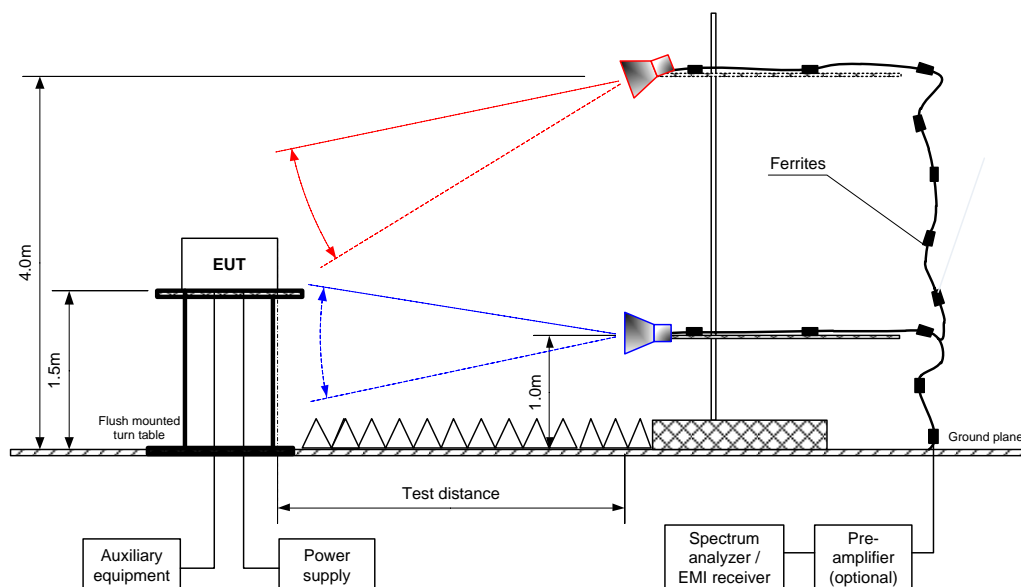 Ferrites
EUT
4.0m
1.5m
1.0m
Flush mounted
turn table
Ground plane
Test distance
Auxiliary
equipment
Power
supply
Spectrum
analyzer /
EMI receiver
Pre-
amplifier
(optional)